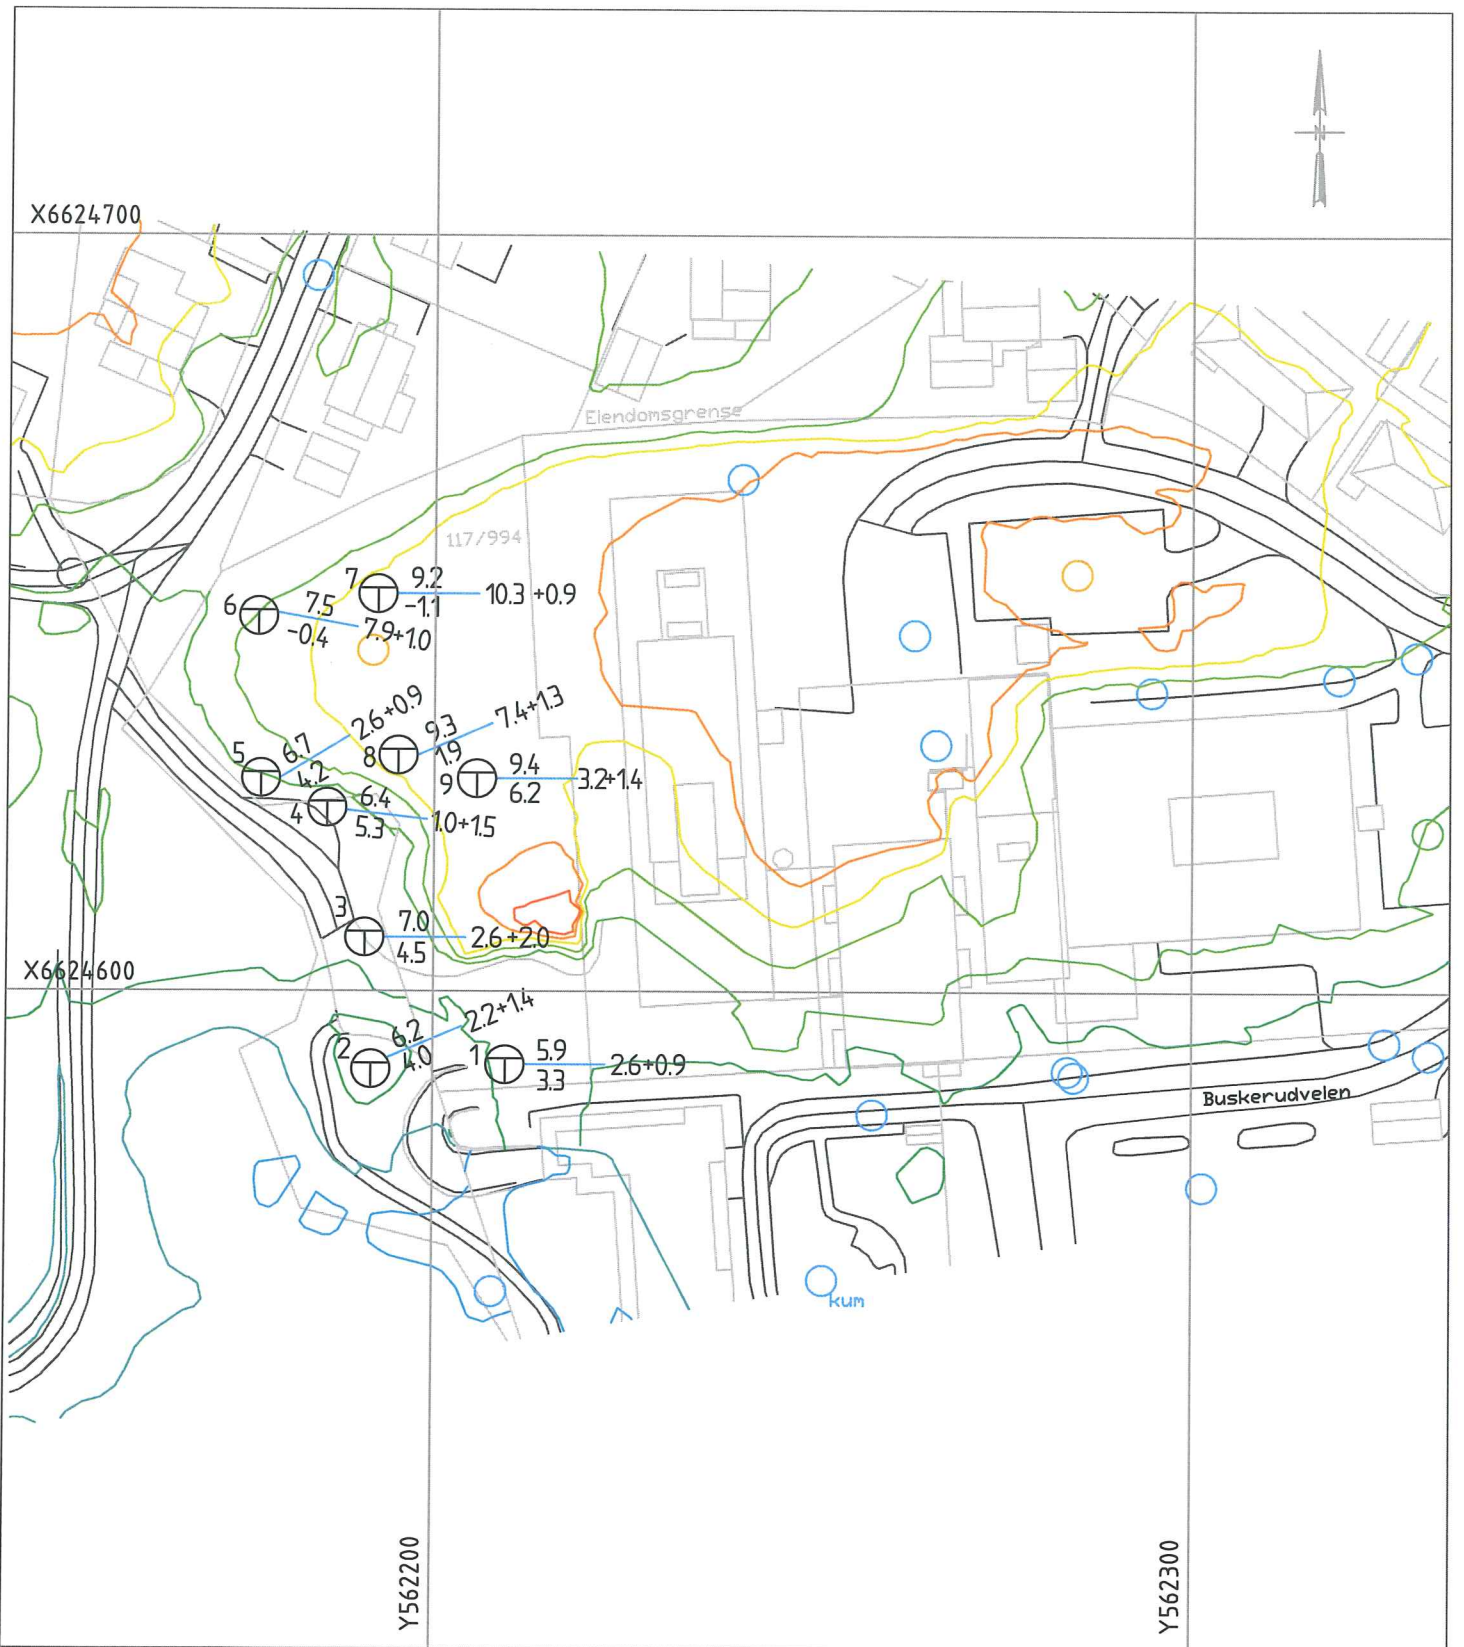 N
X6624700
Eiendomsgrense
117/994
7 9.2 10.3 +0.9
-1.1
6 7.5 7.9+1.0
-0.4
5 6.7 2.6+0.9
4.2
8 9.3 7.4+1.3
1.9
9 9.4 3.2+1.4
6.2
4 6.4 1.0+1.5
5.3
3 7.0 2.6+2.0
4.5
X6624600
2 6.2 2.2+1.4
4.0
1 5.9 2.6+0.9
3.3
Buskerudveien
kum
Y562200
Y562300